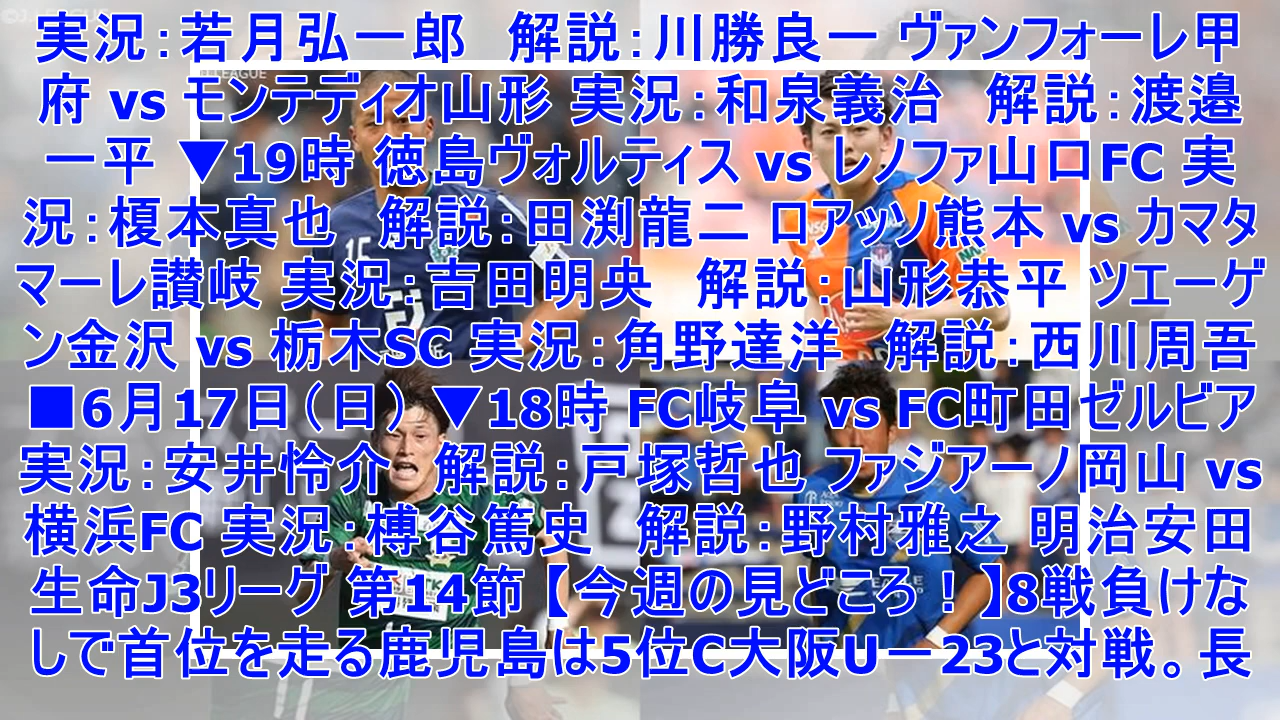 実況：若月弘一郎　解説：川勝良一 ヴァンフォーレ甲
府 vs モンテディオ山形 実況：和泉義治　解説：渡邉
一平 ▼19時 徳島ヴォルティス vs レノファ山口FC 実
況：榎本真也　解説：田渕龍二 ロアッソ熊本 vs カマタ
マーレ讃岐 実況：吉田明央　解説：山形恭平 ツエーゲ
ン金沢 vs 栃木SC 実況：角野達洋　解説：西川周吾
■6月17日（日） ▼18時 FC岐阜 vs FC町田ゼルビア
実況：安井怜介　解説：戸塚哲也 ファジアーノ岡山 vs
横浜FC 実況：榑谷篤史　解説：野村雅之 明治安田
生命J3リーグ 第14節 【今週の見どころ！】8戦負けな
しで首位を走る鹿児島は5位C大阪U－23と対戦。長